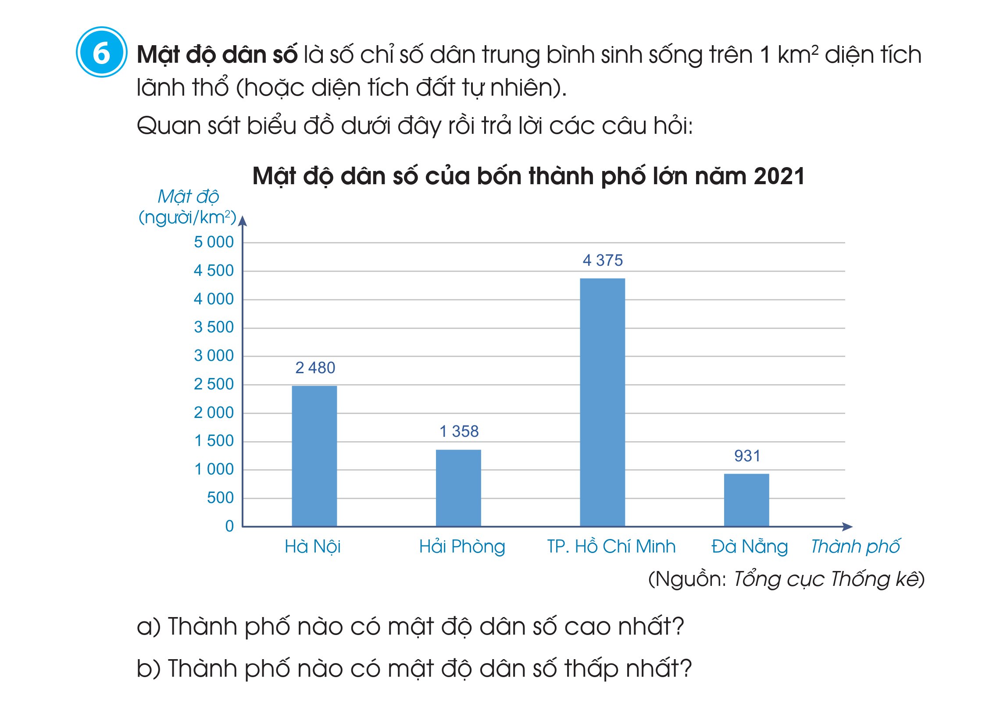 6
Mật độ dân số là số chỉ số dân trung bình sinh sống trên 1 km² diện tích
lãnh thổ (hoặc diện tích đất tự nhiên).
Quan sát biểu đồ dưới đây rồi trả lời các câu hỏi:
Mật độ dân số của bốn thành phố lớn năm 2021
Mật độ
(người/km²)
5 000
4 500
4 000
3 500
3 000
2 500
2 000
1 500
1 000
500
0
2 480
1 358
4 375
931
Hà Nội
Hải Phòng
TP. Hồ Chí Minh
Đà Nẵng
Thành phố
(Nguồn: Tổng cục Thống kê)
a) Thành phố nào có mật độ dân số cao nhất?
b) Thành phố nào có mật độ dân số thấp nhất?